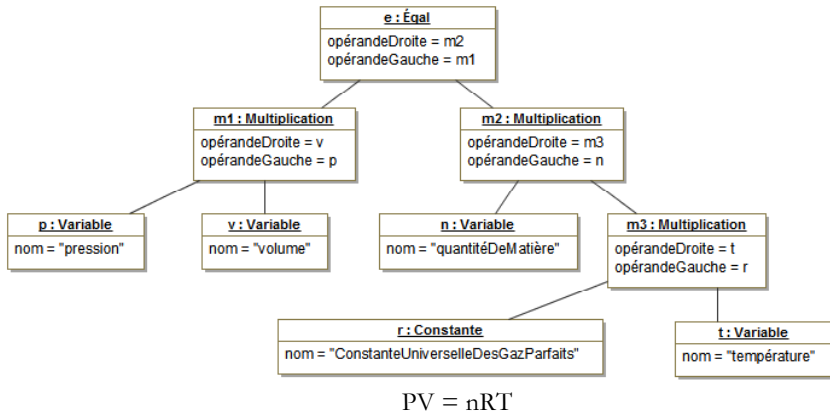 e : Égal
opérandeDroite = m2
opérandeGauche = m1
m1 : Multiplication
opérandeDroite = v
opérandeGauche = p
m2 : Multiplication
opérandeDroite = m3
opérandeGauche = n
p : Variable
nom = "pression"
v : Variable
nom = "volume"
n : Variable
nom = "quantitéDeMatière"
m3 : Multiplication
opérandeDroite = t
opérandeGauche = r
r : Constante
nom = "ConstanteUniverselleDesGazParfaits"
t : Variable
nom = "température"
PV = nRT